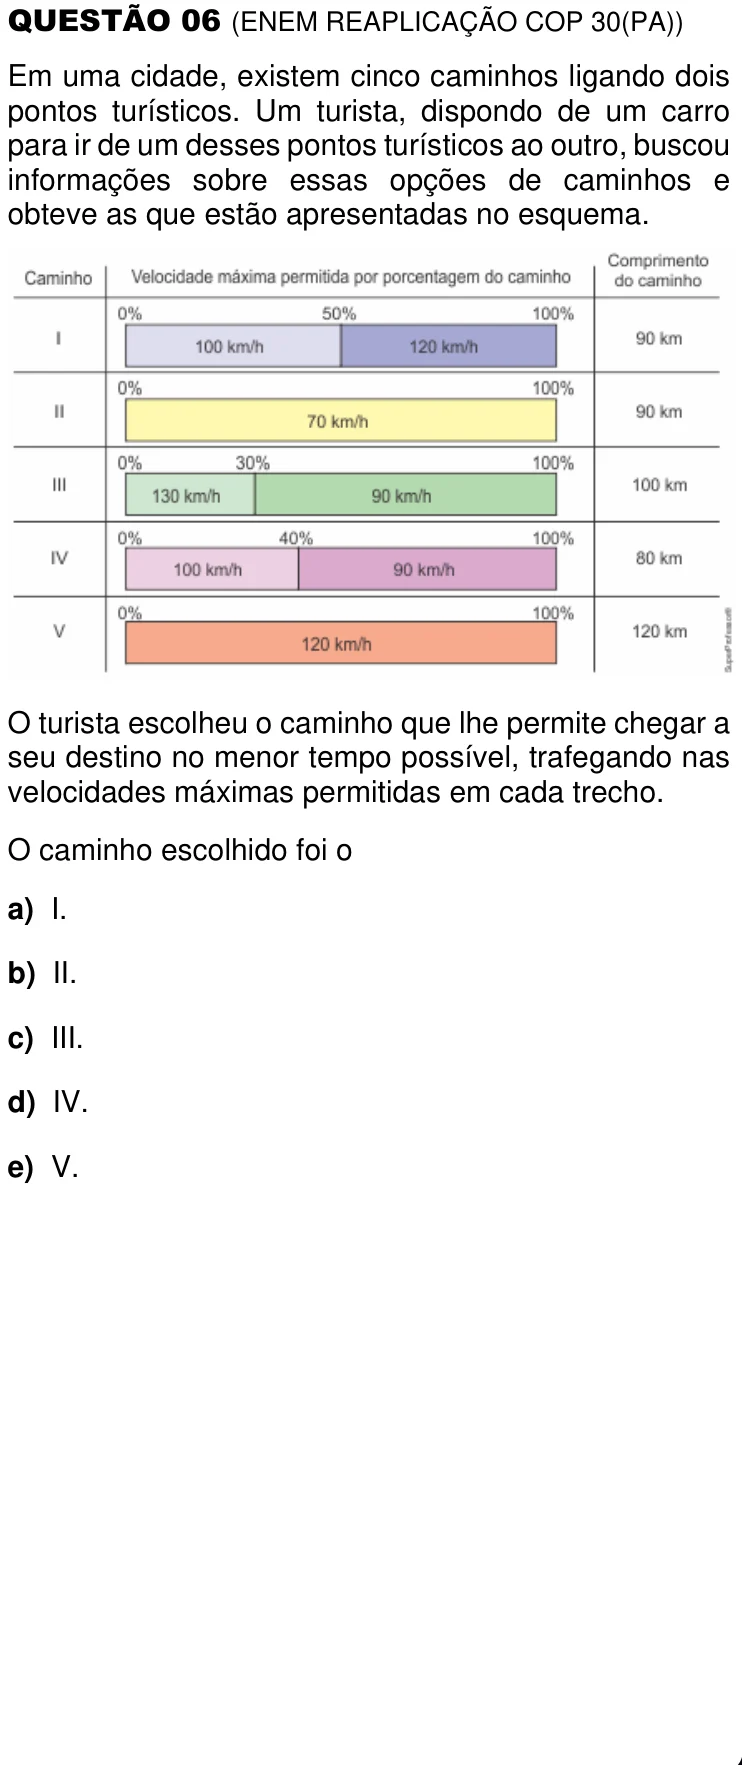 QUESTÃO 06 (ENEM REAPLICAÇÃO COP 30(PA))
Em uma cidade, existem cinco caminhos ligando dois
pontos turísticos. Um turista, dispondo de um carro
para ir de um desses pontos turísticos ao outro, buscou
informações sobre essas opções de caminhos e
obteve as que estão apresentadas no esquema.
Caminho Velocidade máxima permitida por porcentagem do caminho Comprimento
do caminho
0% 50% 100%
I 100 km/h 120 km/h 90 km
0% 100%
II 70 km/h 90 km
0% 30% 100%
III 130 km/h 90 km/h 100 km
0% 40% 100%
IV 100 km/h 90 km/h 80 km
0% 100%
V 120 km/h 120 km
SuperProfessor®
O turista escolheu o caminho que lhe permite chegar a
seu destino no menor tempo possível, trafegando nas
velocidades máximas permitidas em cada trecho.
O caminho escolhido foi o
a) I.
b) II.
c) III.
d) IV.
e) V.